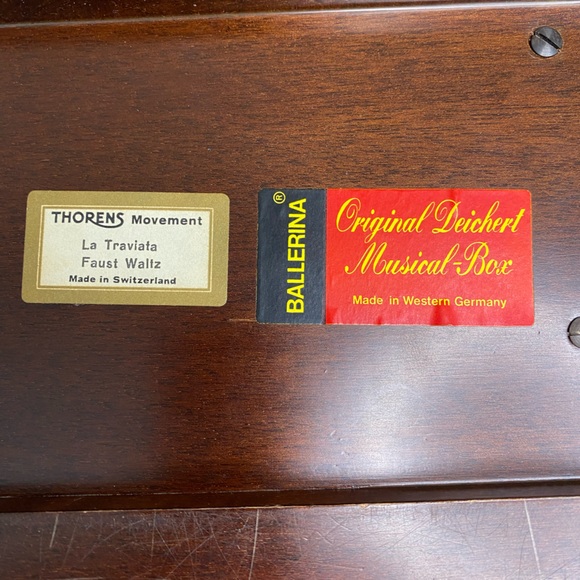 THORENS Movement
La Traviata
Faust Waltz
Made in Switzerland
BALLERINA ®
Original Deichert
Musical-Box
Made in Western Germany